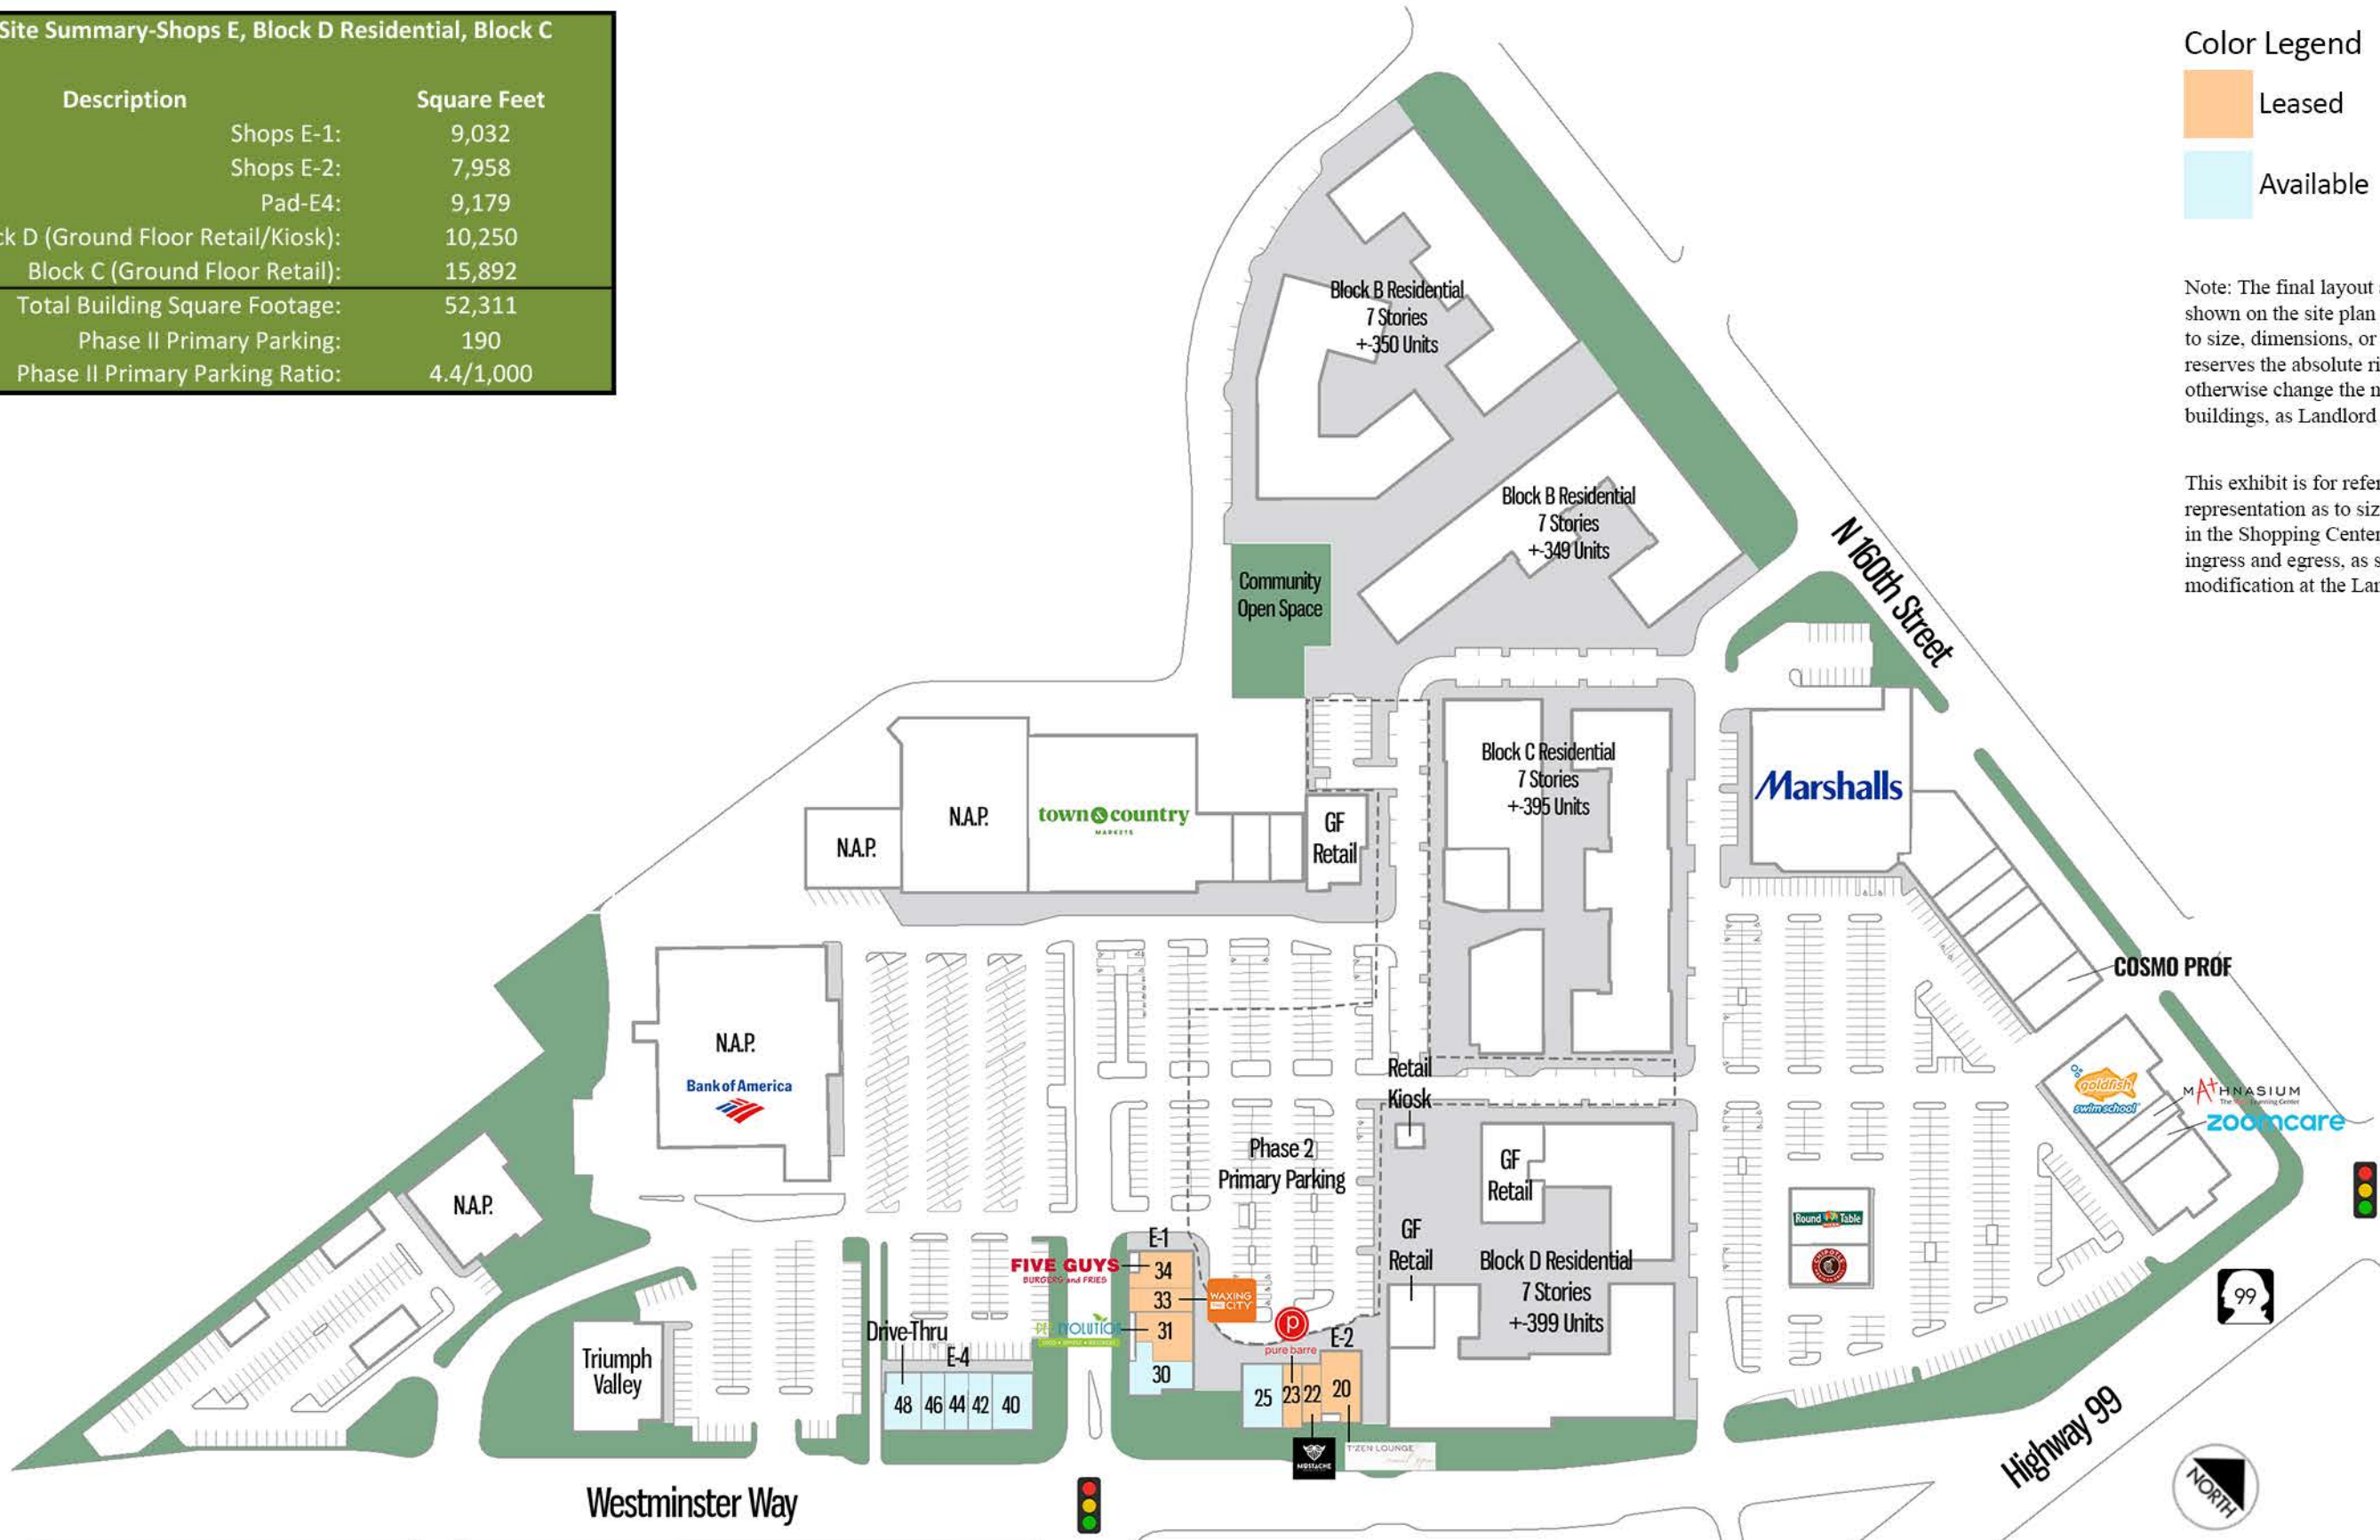 Site Summary-Shops E, Block D Residential, Block C
Description Square Feet
Shops E-1: 9,032
Shops E-2: 7,958
Pad-E4: 9,179
ck D (Ground Floor Retail/Kiosk): 10,250
Block C (Ground Floor Retail): 15,892
Total Building Square Footage: 52,311
Phase II Primary Parking: 190
Phase II Primary Parking Ratio: 4.4/1,000
Color Legend
Leased
Available
Note: The final layout
shown on the site plan
to size, dimensions, or
reserves the absolute ri
otherwise change the n
buildings, as Landlord
This exhibit is for refer
representation as to siz
in the Shopping Center
ingress and egress, as s
modification at the Lan
Block B Residential
7 Stories
+-350 Units
Block B Residential
7 Stories
+-349 Units
N 160th Street
Community
Open Space
Block C Residential
7 Stories
+-395 Units
Marshalls
N.A.P.
N.A.P.
town & country
MARKETS
GF
Retail
COSMO PROF
N.A.P.
Bank of America
Retail
Kiosk
goldfish
swim school
MATHNASIUM
zoomcare
N.A.P.
Phase 2
Primary Parking
GF
Retail
GF
Retail
Block D Residential
7 Stories
+-399 Units
Round Table
CHIPOTLE
99
E-1
FIVE GUYS
BURGERS and FRIES
34
33
WAXING
THE CITY
31
30
pure barre
E-2
Drive-Thru
E-4
Triumph
Valley
48 46 44 42 40
25 23 22 20
MUSTACHE
T'ZEN LOUNGE
Westminster Way
Highway 99
NORTH